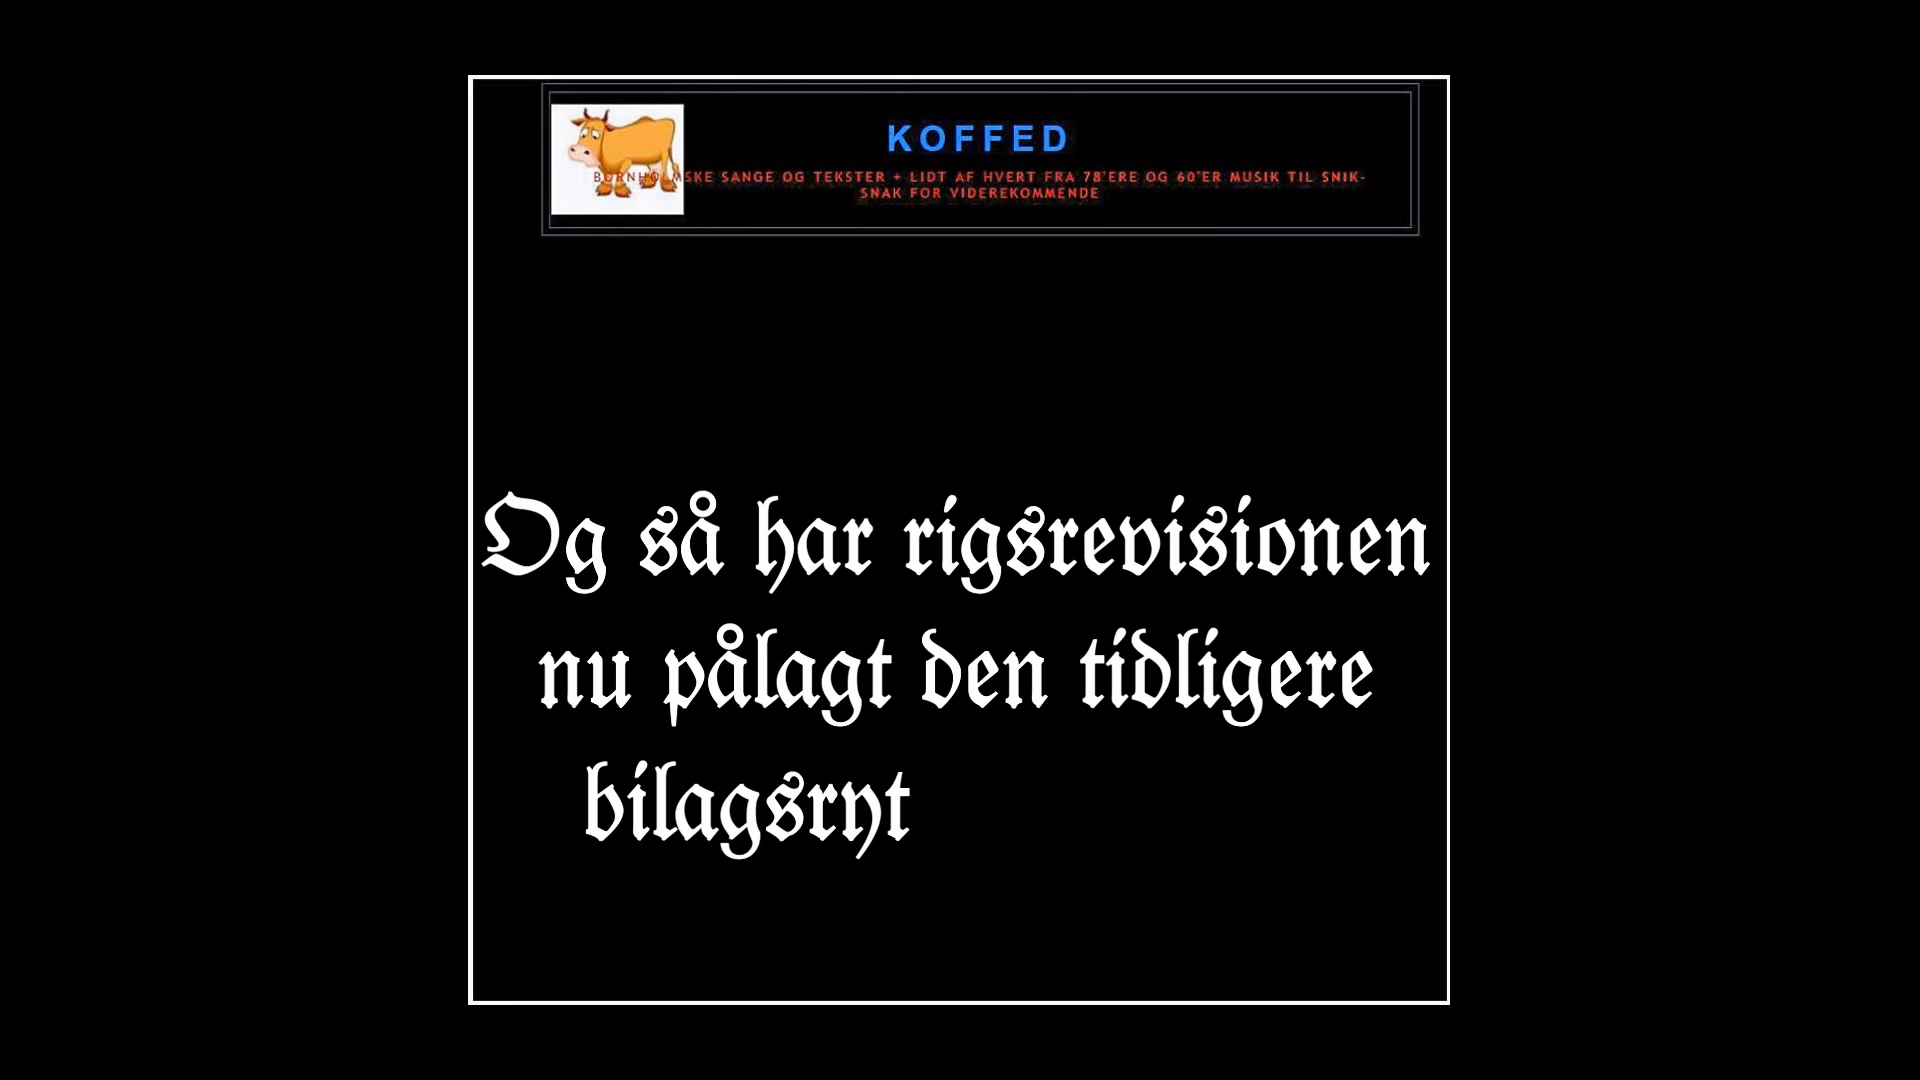 KOFFED
BORNHOLMSKE SANGE OG TEKSTER + LIDT AF HVERT FRA 78'ERE OG 60'ER MUSIK TIL SNIK-
SNAK FOR VIDEREKOMMENDE
Og så har rigsrevisionen
nu pålagt den tidligere
bilagsryt